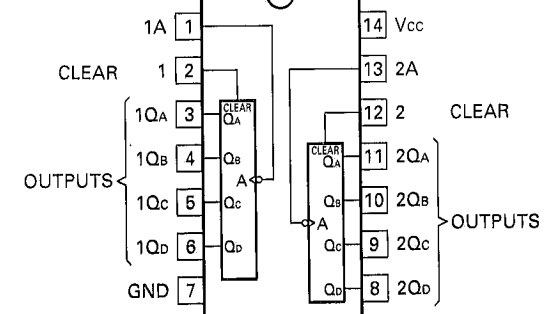 1A 1 14 Vcc
CLEAR 1 2 13 2A
CLEAR
1QA 3 QA 12 2 CLEAR
CLEAR
1QB 4 QB QA 11 2QA
OUTPUTS A QB 10 2QB
1QC 5 QC A OUTPUTS
1QD 6 QD QC 9 2QC
GND 7 QD 8 2QD